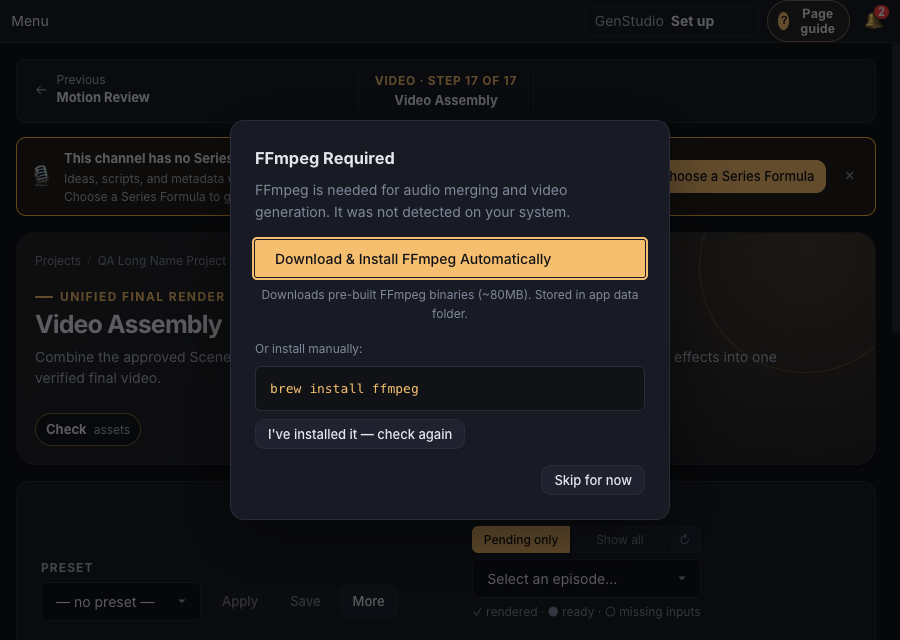 Menu
GenStudio Set up
? Page guide
2
← Previous
Motion Review
VIDEO · STEP 17 OF 17
Video Assembly
This channel has no Series
Ideas, scripts, and metadata
Choose a Series Formula to g
hoose a Series Formula
×
Projects / QA Long Name Project
UNIFIED FINAL RENDER
Video Assembly
Combine the approved Scene
effects into one
verified final video.
Check assets
FFmpeg Required
FFmpeg is needed for audio merging and video
generation. It was not detected on your system.
Download & Install FFmpeg Automatically
Downloads pre-built FFmpeg binaries (~80MB). Stored in app data
folder.
Or install manually:
brew install ffmpeg
I've installed it — check again
Skip for now
Pending only
Show all
↻
PRESET
— no preset —
Apply
Save
More
Select an episode...
✓ rendered · ● ready · ○ missing inputs